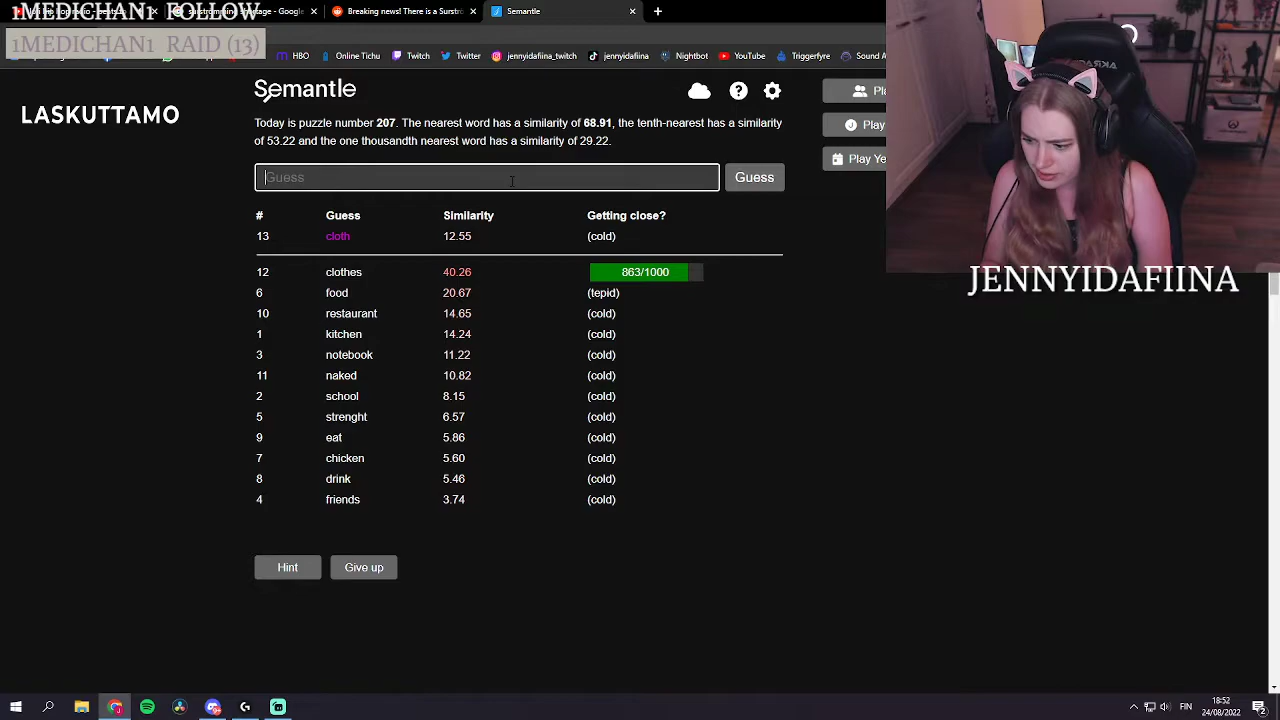 1MEDICHAN1 FOLLOW
1MEDICHAN1 RAID (13)
Breaking news! There is a Surp
Semantle
HBO
Online Tichu
Twitch
Twitter
jennyidafiina_twitch
jennyidafiina
Nightbot
YouTube
Triggerfyre
Sound A
LASKUTTAMO
Semantle
Today is puzzle number 207. The nearest word has a similarity of 68.91, the tenth-nearest has a similarity
of 53.22 and the one thousandth nearest word has a similarity of 29.22.
Guess
Guess
Pla
Play
Play Ye
# Guess Similarity Getting close?
13 cloth 12.55 (cold)
12 clothes 40.26 863/1000
6 food 20.67 (tepid)
10 restaurant 14.65 (cold)
1 kitchen 14.24 (cold)
3 notebook 11.22 (cold)
11 naked 10.82 (cold)
2 school 8.15 (cold)
5 strenght 6.57 (cold)
9 eat 5.86 (cold)
7 chicken 5.60 (cold)
8 drink 5.46 (cold)
4 friends 3.74 (cold)
Hint
Give up
JENNYIDAFIINA
FIN
18:52
24/08/2022
2